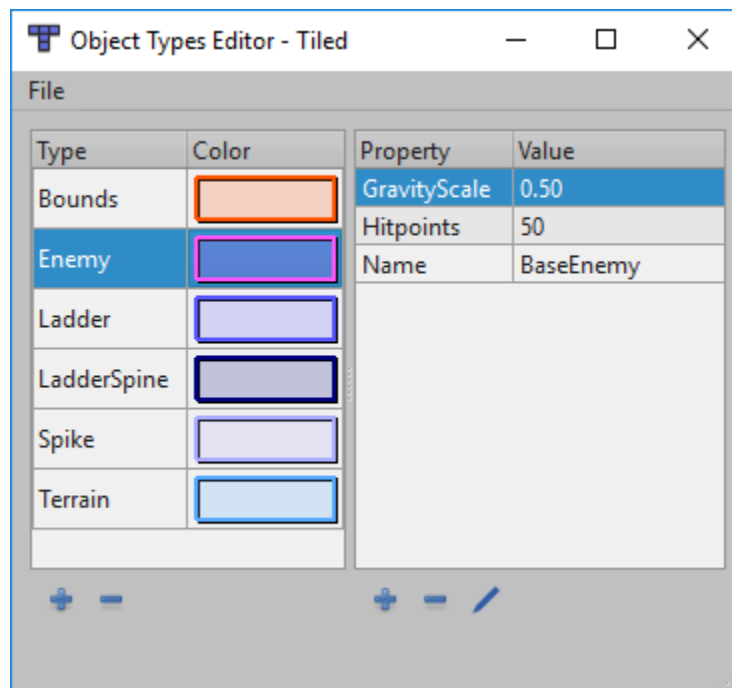 Object Types Editor - Tiled
File
Type Color
Bounds
Enemy
Ladder
LadderSpine
Spike
Terrain
Property Value
GravityScale 0.50
Hitpoints 50
Name BaseEnemy